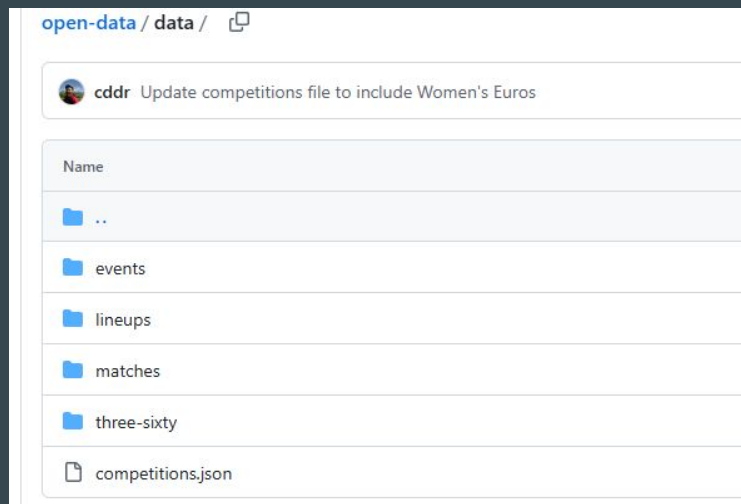 open-data / data /
cddr Update competitions file to include Women's Euros
Name
..
events
lineups
matches
three-sixty
competitions.json